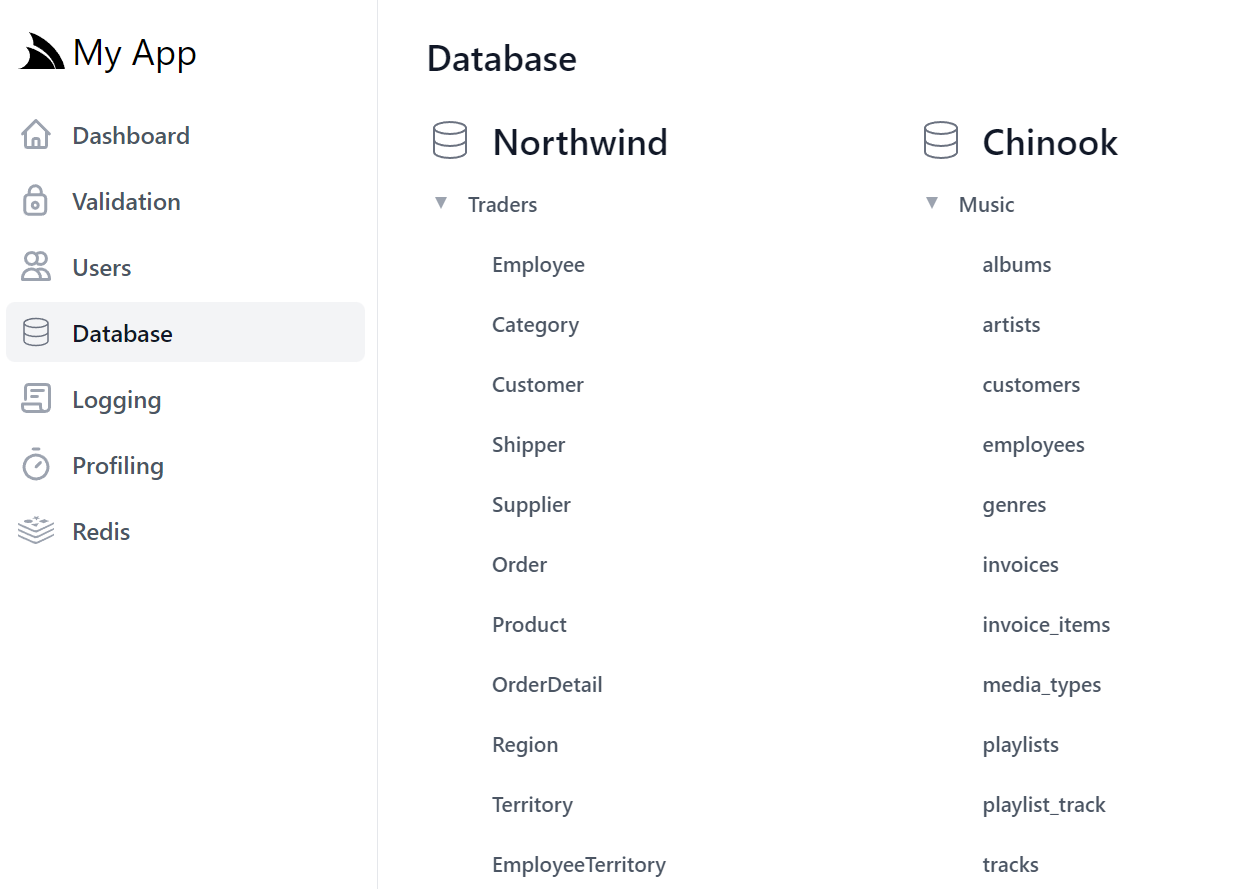 My App
Dashboard
Validation
Users
Database
Logging
Profiling
Redis
Database
Northwind
Traders
Employee
Category
Customer
Shipper
Supplier
Order
Product
OrderDetail
Region
Territory
EmployeeTerritory
Chinook
Music
albums
artists
customers
employees
genres
invoices
invoice_items
media_types
playlists
playlist_track
tracks